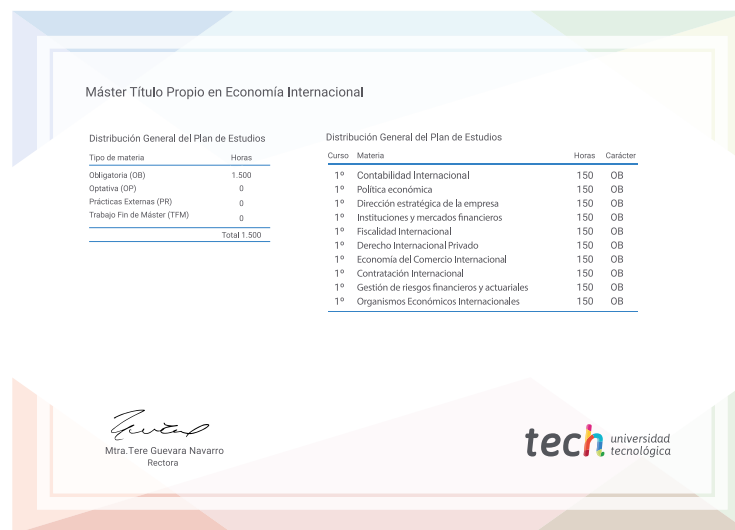 Máster Título Propio en Economía Internacional
Distribución General del Plan de Estudios
Tipo de materia Horas
Obligatoria (OB) 1.500
Optativa (OP) 0
Prácticas Externas (PR) 0
Trabajo Fin de Máster (TFM) 0
Total 1.500
Distribución General del Plan de Estudios
Curso Materia Horas Carácter
1º Contabilidad Internacional 150 OB
1º Política económica 150 OB
1º Dirección estratégica de la empresa 150 OB
1º Instituciones y mercados financieros 150 OB
1º Fiscalidad Internacional 150 OB
1º Derecho Internacional Privado 150 OB
1º Economía del Comercio Internacional 150 OB
1º Contratación Internacional 150 OB
1º Gestión de riesgos financieros y actuariales 150 OB
1º Organismos Económicos Internacionales 150 OB
Mtra.Tere Guevara Navarro
Rectora
tech universidad
tecnológica